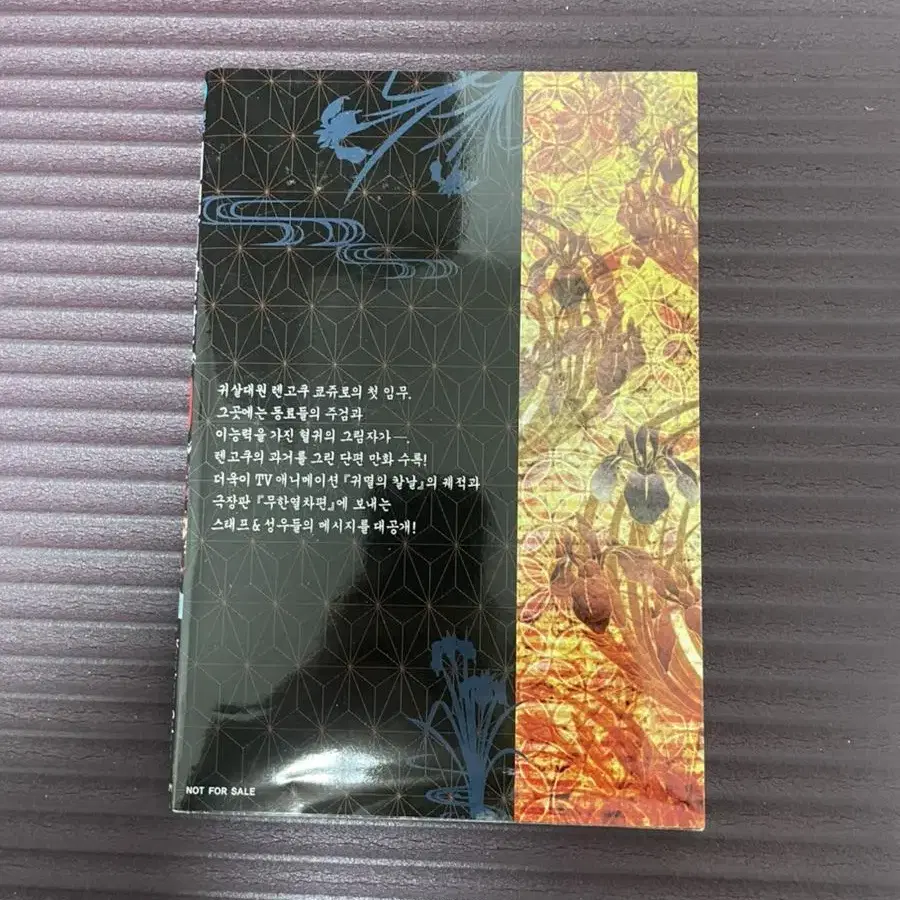 귀살대원 렌고쿠 쿄쥬로의 첫 임무.
그곳에는 동료들의 주검과
이능력을 가진 혈귀의 그림자가―.
렌고쿠의 과거를 그린 단편 만화 수록!
더욱이 TV 애니메이션 『귀멸의 칼날』의 궤적과
극장판 『무한열차편』에 보내는
스태프 & 성우들의 메시지를 대공개!
NOT FOR SALE